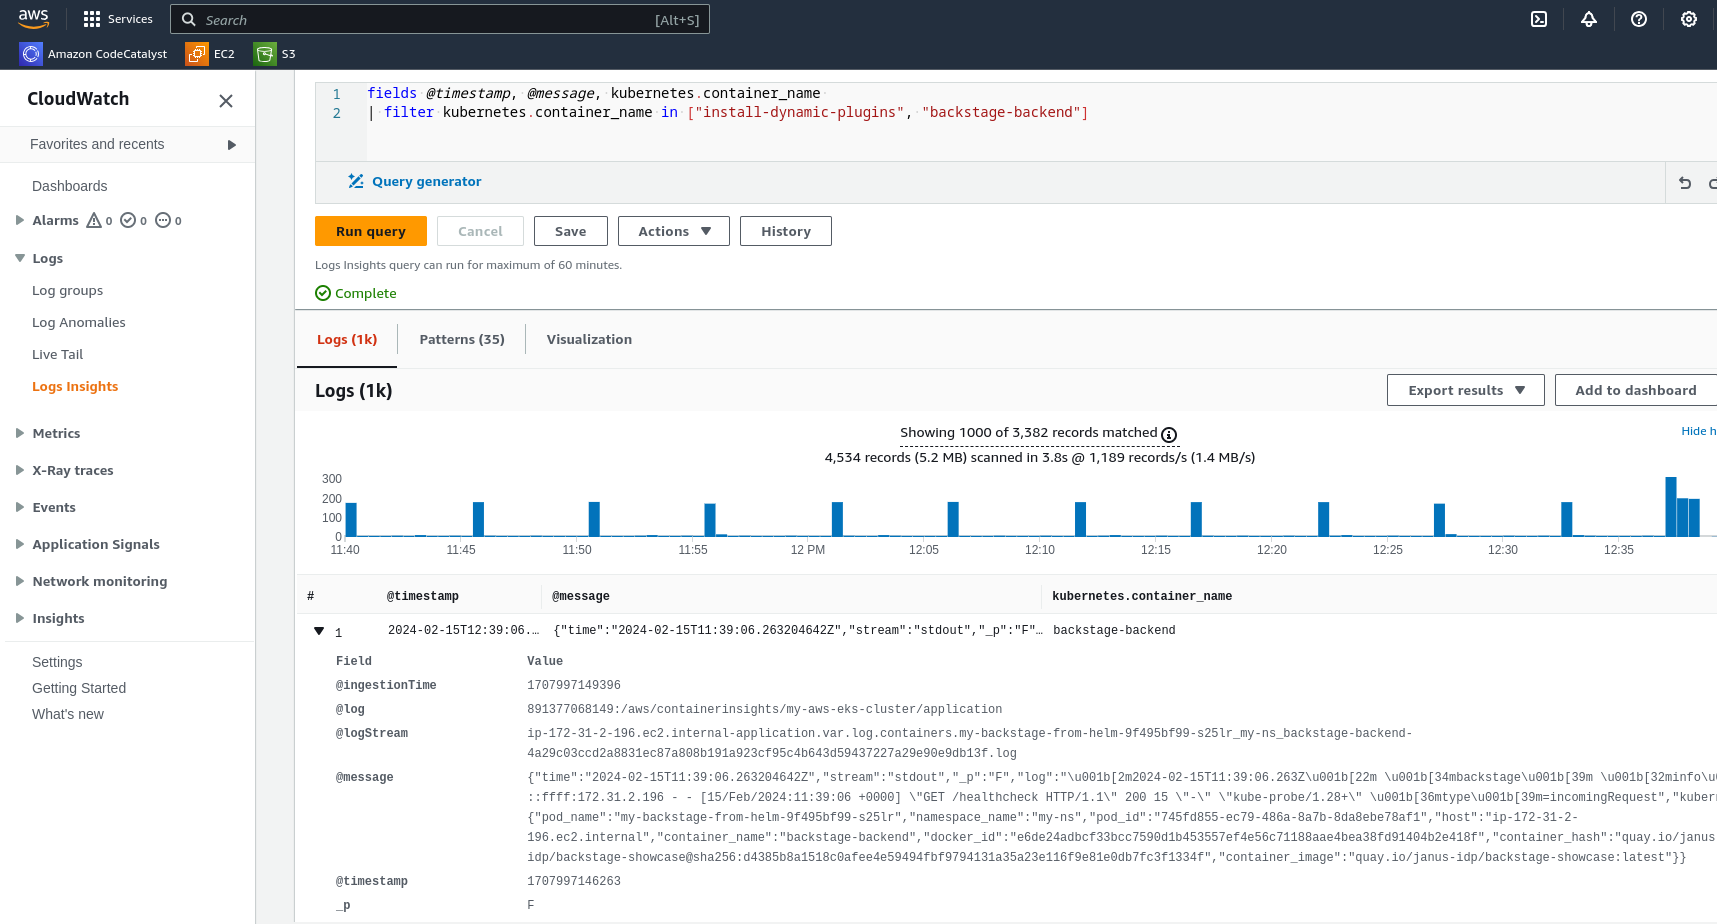 aws
Services
Search
[Alt+S]
Amazon CodeCatalyst
EC2
S3
CloudWatch
Favorites and recents
Dashboards
Alarms 0 0 0
Logs
Log groups
Log Anomalies
Live Tail
Logs Insights
Metrics
X-Ray traces
Events
Application Signals
Network monitoring
Insights
Settings
Getting Started
What's new
1 fields @timestamp, @message, kubernetes.container_name
2 | filter kubernetes.container_name in ["install-dynamic-plugins", "backstage-backend"]
Query generator
Run query
Cancel
Save
Actions
History
Logs Insights query can run for maximum of 60 minutes.
Complete
Logs (1k)
Patterns (35)
Visualization
Logs (1k)
Export results
Add to dashboard
Showing 1000 of 3,382 records matched
Hide h
4,534 records (5.2 MB) scanned in 3.8s @ 1,189 records/s (1.4 MB/s)
300
200
100
0
11:40 11:45 11:50 11:55 12 PM 12:05 12:10 12:15 12:20 12:25 12:30 12:35
# @timestamp @message kubernetes.container_name
1 2024-02-15T12:39:06.… {"time":"2024-02-15T11:39:06.263204642Z","stream":"stdout","_p":"F"… backstage-backend
Field Value
@ingestionTime 1707997149396
@log 891377068149:/aws/containerinsights/my-aws-eks-cluster/application
@logStream ip-172-31-2-196.ec2.internal-application.var.log.containers.my-backstage-from-helm-9f495bf99-s25lr_my-ns_backstage-backend-
4a29c03ccd2a8831ec87a808b191a923cf95c4b643d59437227a29e90e9db13f.log
@message {"time":"2024-02-15T11:39:06.263204642Z","stream":"stdout","_p":"F","log":"\u001b[2m2024-02-15T11:39:06.263Z\u001b[22m \u001b[34mbackstage\u001b[39m \u001b[32minfo\u
::ffff:172.31.2.196 - - [15/Feb/2024:11:39:06 +0000] \"GET /healthcheck HTTP/1.1\" 200 15 \"-\" \"kube-probe/1.28+\" \u001b[36mtype\u001b[39m=incomingRequest","kuber
{"pod_name":"my-backstage-from-helm-9f495bf99-s25lr","namespace_name":"my-ns","pod_id":"745fd855-ec79-486a-8a7b-8da8ebe78af1","host":"ip-172-31-2-
196.ec2.internal","container_name":"backstage-backend","docker_id":"e6de24adbcf33bcc7590d1b453557ef4e56c71188aae4bea38fd91404b2e418f","container_hash":"quay.io/janus
idp/backstage-showcase@sha256:d4385b8a1518c0afee4e59494fbf9794131a35a23e116f9e81e0db7fc3f1334f","container_image":"quay.io/janus-idp/backstage-showcase:latest"}}
@timestamp 1707997146263
_p F